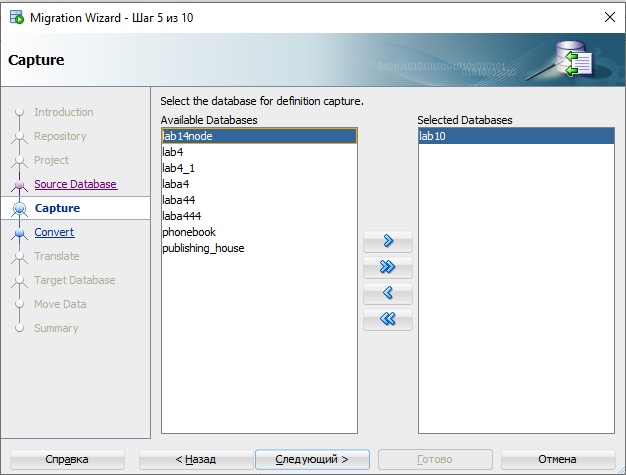 Migration Wizard - Шаг 5 из 10
Capture
Introduction
Repository
Project
Source Database
Capture
Convert
Translate
Target Database
Move Data
Summary
Select the database for definition capture.
Available Databases
lab14node
lab4
lab4_1
laba4
laba44
laba444
phonebook
publishing_house
Selected Databases
lab10
Справка
< Назад
Следующий >
Готово
Отмена